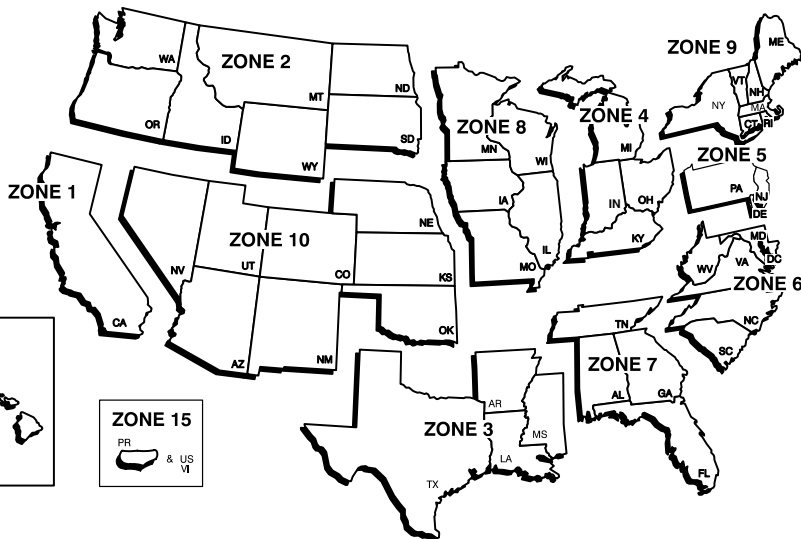 ZONE 9
ME
ZONE 2
WA
VT
NH
NY
MA
CT
RI
MT
ND
ZONE 8
ZONE 4
OR
ID
SD
MN
WI
MI
ZONE 5
WY
PA
NJ
DE
ZONE 1
IA
IN
OH
NE
KY
MD
ZONE 10
IL
VA
DC
WV
NV
UT
CO
KS
MO
ZONE 6
CA
OK
TN
NC
AZ
NM
SC
ZONE 7
AL
GA
AR
ZONE 15
ZONE 3
MS
PR
& US
VI
LA
TX
FL